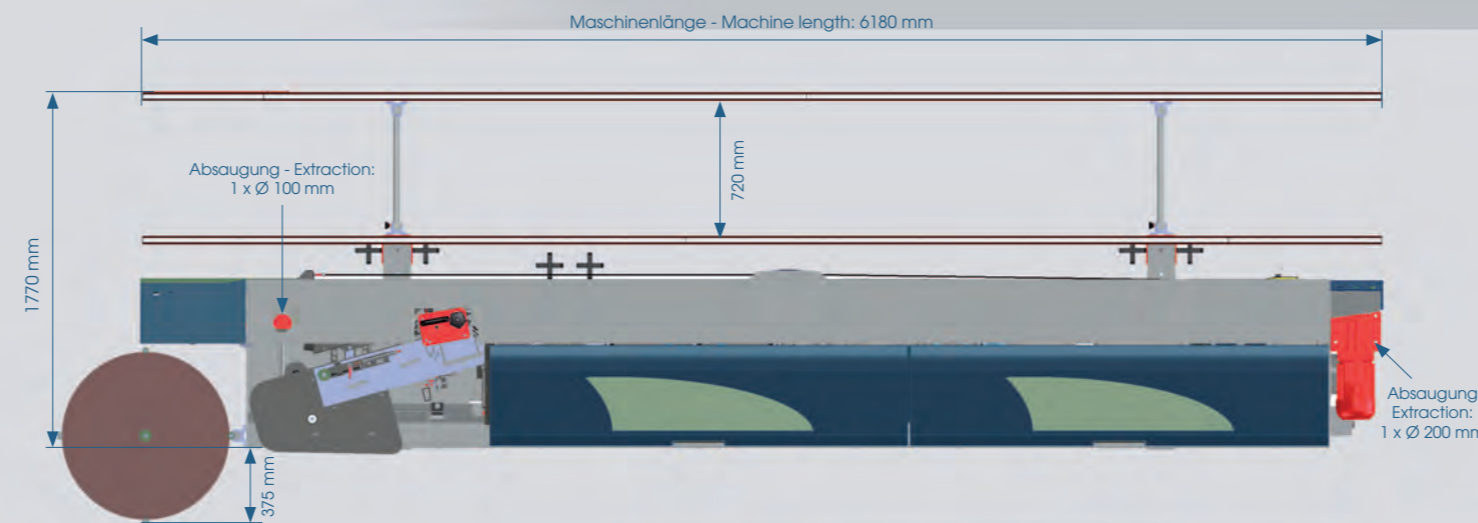 Maschinenlänge - Machine length: 6180 mm
1770 mm
Absaugung - Extraction:
1 x Ø 100 mm
720 mm
375 mm
Absaugung
Extraction:
1 x Ø 200 mm